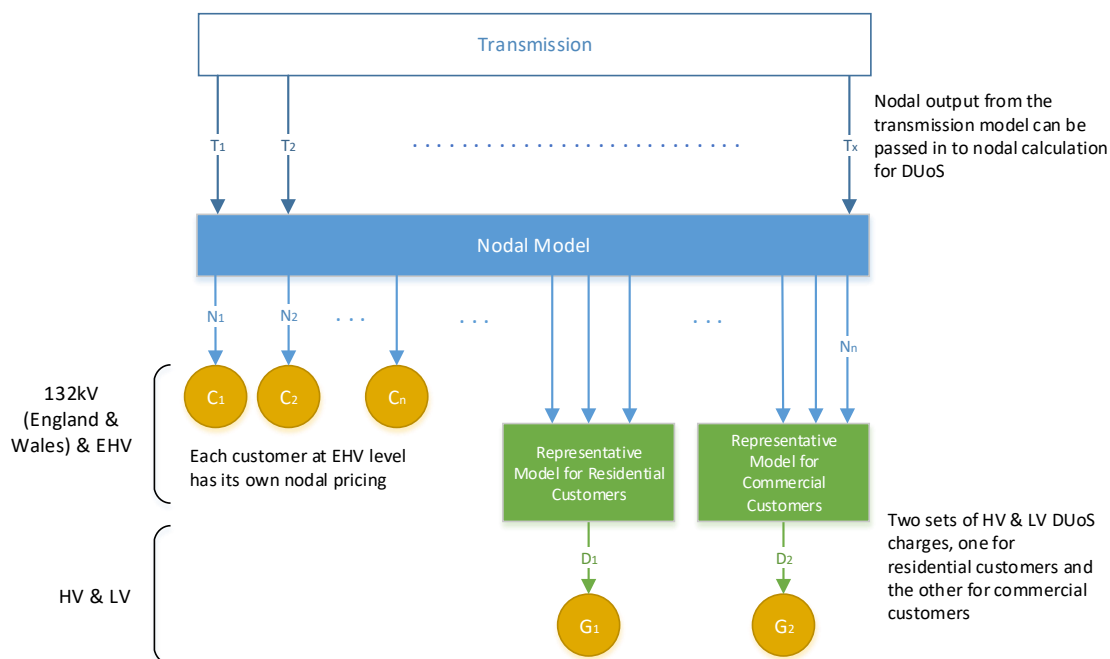 Transmission
Nodal output from the
transmission model can be
passed in to nodal calculation
for DUoS
T1
T2
Tx
Nodal Model
N1
N2
...
...
...
Nn
132kV
(England &
Wales) & EHV
C1
C2
Cn
Each customer at EHV level
has its own nodal pricing
Representative
Model for Residential
Customers
Representative
Model for
Commercial
Customers
HV & LV
D1
D2
G1
G2
Two sets of HV & LV DUoS
charges, one for
residential customers and
the other for commercial
customers